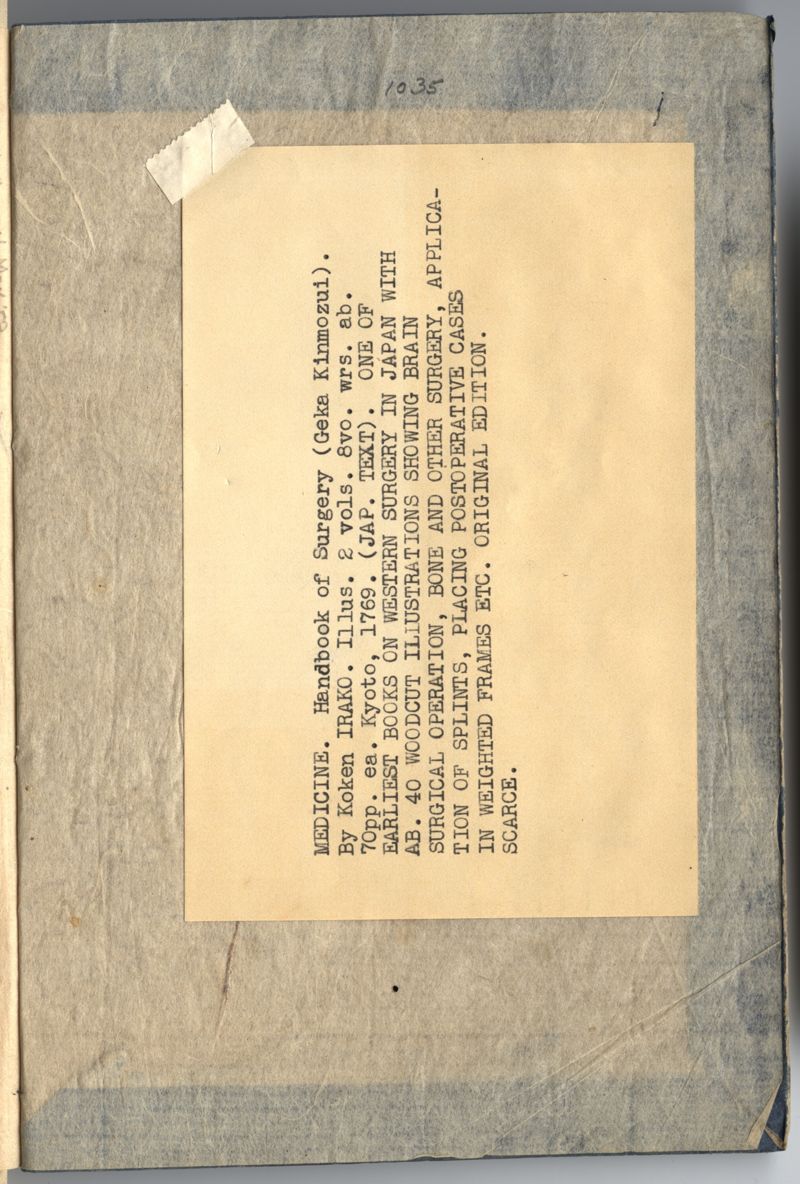 1035
MEDICINE. Handbook of Surgery (Geka Kinmozui).
By Koken IRAKO. Illus. 2 vols. 8vo. wrs. ab.
70pp. ea. Kyoto, 1769. (JAP. TEXT). ONE OF
EARLIEST BOOKS ON WESTERN SURGERY IN JAPAN WITH
AB. 40 WOODCUT ILIUSTRATIONS SHOWING BRAIN
SURGICAL OPERATION, BONE AND OTHER SURGERY, APPLICA-
TION OF SPLINTS, PLACING POSTOPERATIVE CASES
IN WEIGHTED FRAMES ETC. ORIGINAL EDITION.
SCARCE.